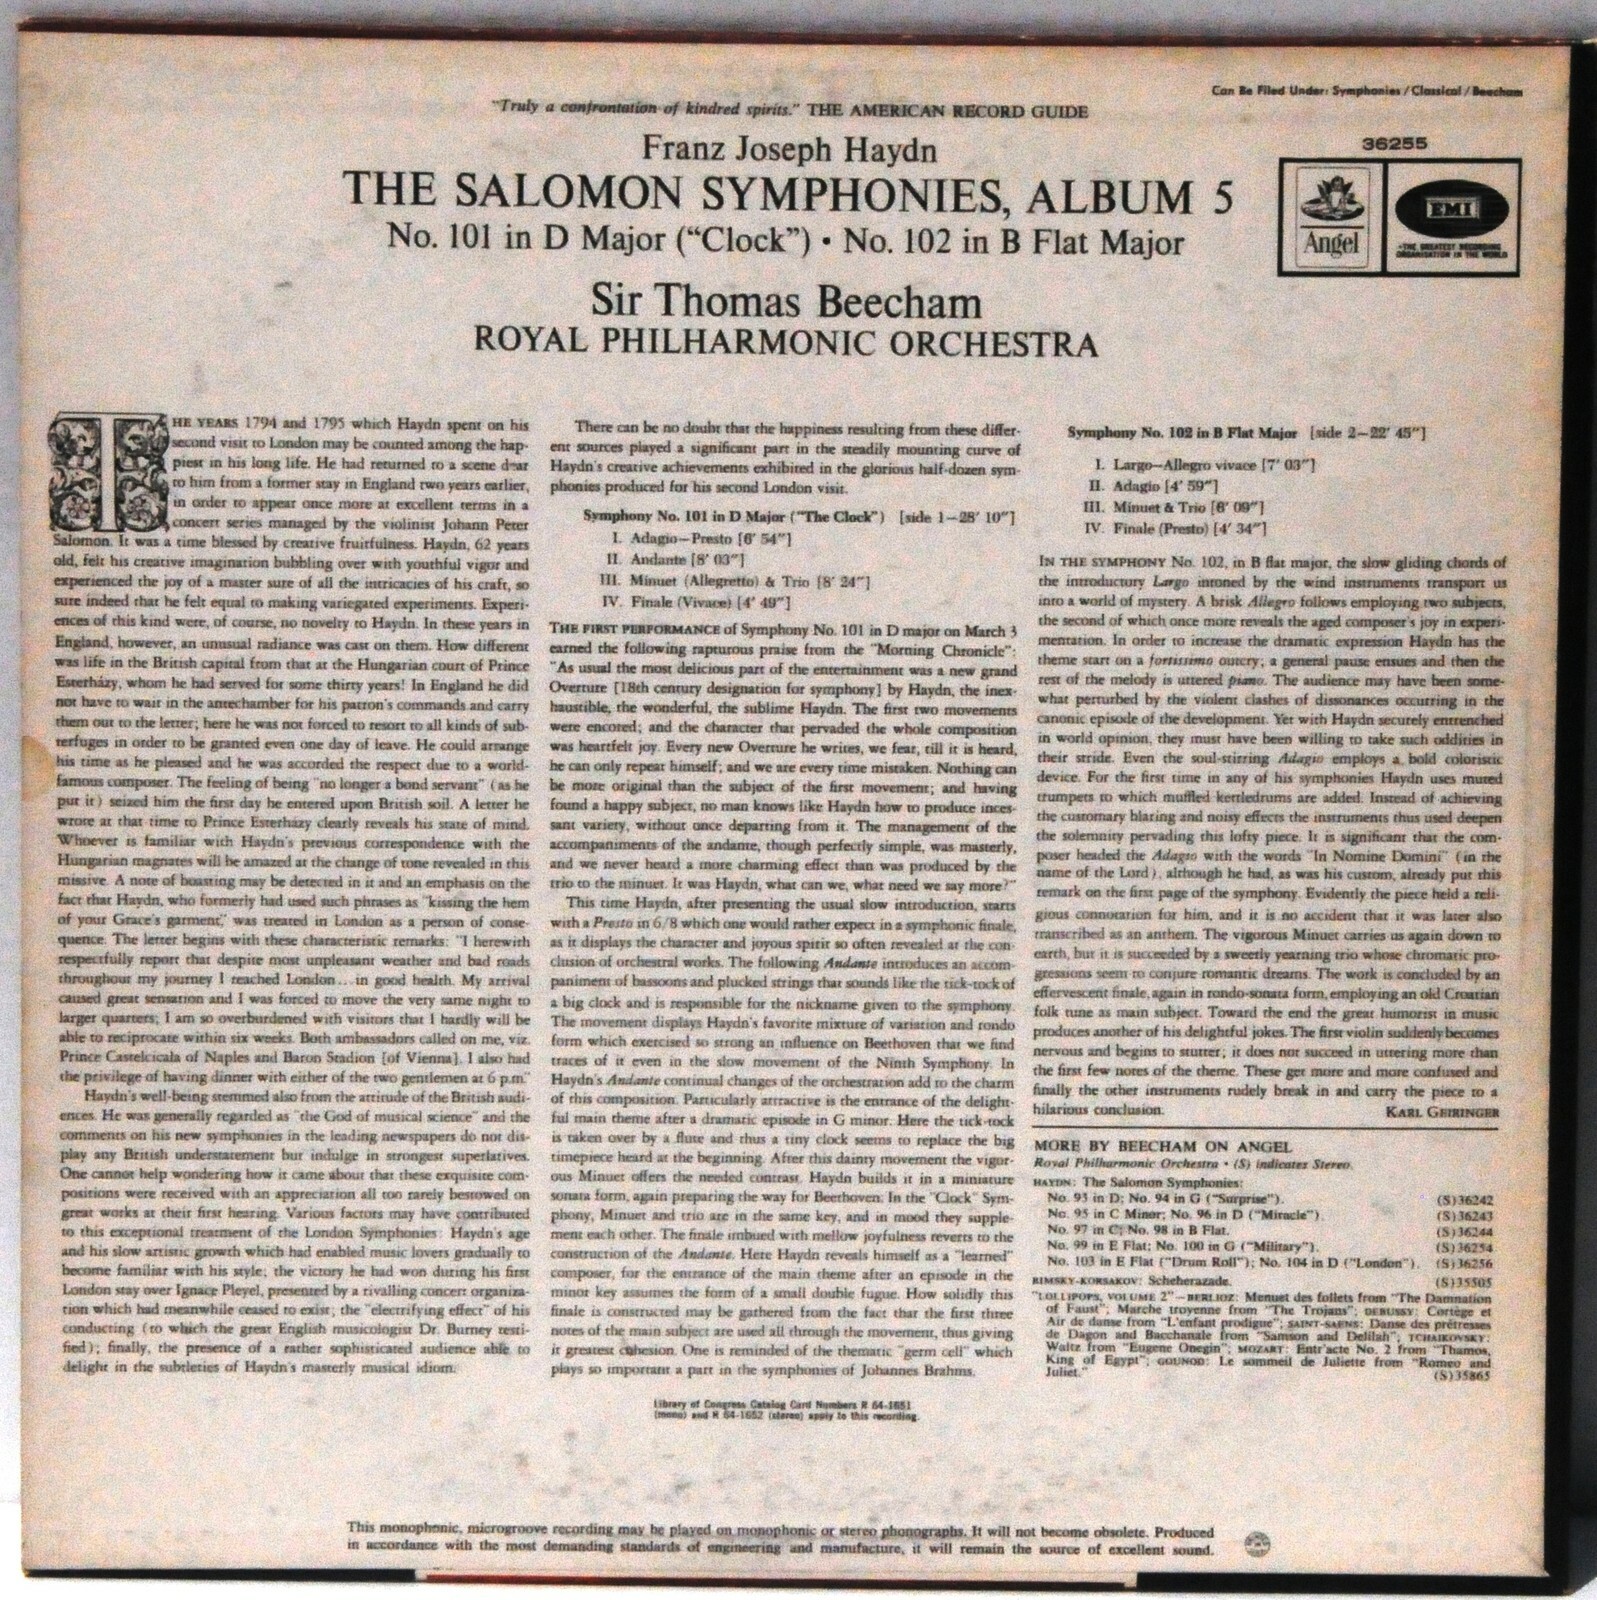 Can Be Filed Under: Symphonies / Classical / Beecham
"Truly a confrontation of kindred spirits." THE AMERICAN RECORD GUIDE
Franz Joseph Haydn
THE SALOMON SYMPHONIES, ALBUM 5
No. 101 in D Major (“Clock”) • No. 102 in B Flat Major
Sir Thomas Beecham
ROYAL PHILHARMONIC ORCHESTRA
36255
Angel
EMI
THE GREATEST RECORDING
ORGANISATION IN THE WORLD
THE YEARS 1794 and 1795 which Haydn spent on his
second visit to London may be counted among the hap-
piest in his long life. He had returned to a scene dear
to him from a former stay in England two years earlier,
in order to appear once more at excellent terms in a
concert series managed by the violinist Johann Peter
Salomon. It was a time blessed by creative fruitfulness. Haydn, 62 years
old, felt his creative imagination bubbling over with youthful vigor and
experienced the joy of a master sure of all the intricacies of his craft, so
sure indeed that he felt equal to making variegated experiments. Experi-
ences of this kind were, of course, no novelty to Haydn. In these years in
England, however, an unusual radiance was cast on them. How different
was life in the British capital from that at the Hungarian court of Prince
Esterházy, whom he had served for some thirty years! In England he did
not have to wait in the antechamber for his patron's commands and carry
them out to the letter; here he was not forced to resort to all kinds of sub-
terfuges in order to be granted even one day of leave. He could arrange
his time as he pleased and he was accorded the respect due to a world-
famous composer. The feeling of being "no longer a bond servant" (as he
put it) seized him the first day he entered upon British soil. A letter he
wrote at that time to Prince Esterházy clearly reveals his state of mind.
Whoever is familiar with Haydn's previous correspondence with the
Hungarian magnates will be amazed at the change of tone revealed in this
missive. A note of boasting may be detected in it and an emphasis on the
fact that Haydn, who formerly had used such phrases as "kissing the hem
of your Grace's garment," was treated in London as a person of conse-
quence. The letter begins with these characteristic remarks: "I herewith
respectfully report that despite most unpleasant weather and bad roads
throughout my journey I reached London...in good health. My arrival
caused great sensation and I was forced to move the very same night to
larger quarters; I am so overburdened with visitors that I hardly will be
able to reciprocate within six weeks. Both ambassadors called on me, viz.
Prince Castelcicala of Naples and Baron Stadion [of Vienna]. I also had
the privilege of having dinner with either of the two gentlemen at 6 p.m."
Haydn's well-being stemmed also from the attitude of the British audi-
ences. He was generally regarded as "the God of musical science" and the
comments on his new symphonies in the leading newspapers do not dis-
play any British understatement but indulge in strongest superlatives.
One cannot help wondering how it came about that these exquisite com-
positions were received with an appreciation all too rarely bestowed on
great works at their first hearing. Various factors may have contributed
to this exceptional treatment of the London Symphonies: Haydn's age
and his slow artistic growth which had enabled music lovers gradually to
become familiar with his style; the victory he had won during his first
London stay over Ignace Pleyel, presented by a rivalling concert organiza-
tion which had meanwhile ceased to exist; the "electrifying effect" of his
conducting (to which the great English musicologist Dr. Burney testi-
fied); finally, the presence of a rather sophisticated audience able to
delight in the subtleties of Haydn's masterly musical idiom.
There can be no doubt that the happiness resulting from these differ-
ent sources played a significant part in the steadily mounting curve of
Haydn's creative achievements exhibited in the glorious half-dozen sym-
phonies produced for his second London visit.
Symphony No. 101 in D Major ("The Clock") [side 1—28' 10"]
I. Adagio—Presto [6' 54"]
II. Andante [8' 03"]
III. Minuet (Allegretto) & Trio [8' 24"]
IV. Finale (Vivace) [4' 49"]
THE FIRST PERFORMANCE of Symphony No. 101 in D major on March 3
earned the following rapturous praise from the "Morning Chronicle":
"As usual the most delicious part of the entertainment was a new grand
Overture [18th century designation for symphony] by Haydn, the inex-
haustible, the wonderful, the sublime Haydn. The first two movements
were encored; and the character that pervaded the whole composition
was heartfelt joy. Every new Overture he writes, we fear, till it is heard,
he can only repeat himself; and we are every time mistaken. Nothing can
be more original than the subject of the first movement; and having
found a happy subject, no man knows like Haydn how to produce inces-
sant variety, without once departing from it. The management of the
accompaniments of the andante, though perfectly simple, was masterly,
and we never heard a more charming effect than was produced by the
trio to the minuet. It was Haydn, what can we, what need we say more?"
This time Haydn, after presenting the usual slow introduction, starts
with a Presto in 6/8 which one would rather expect in a symphonic finale,
as it displays the character and joyous spirit so often revealed at the con-
clusion of orchestral works. The following Andante introduces an accom-
paniment of bassoons and plucked strings that sounds like the tick-tock of
a big clock and is responsible for the nickname given to the symphony.
The movement displays Haydn's favorite mixture of variation and rondo
form which exercised so strong an influence on Beethoven that we find
traces of it even in the slow movement of the Ninth Symphony. In
Haydn's Andante continual changes of the orchestration add to the charm
of this composition. Particularly attractive is the entrance of the delight-
ful main theme after a dramatic episode in G minor. Here the tick-tock
is taken over by a flute and thus a tiny clock seems to replace the big
timepiece heard at the beginning. After this dainty movement the vigor-
ous Minuet offers the needed contrast. Haydn builds it in a miniature
sonata form, again preparing the way for Beethoven. In the "Clock" Sym-
phony, Minuet and trio are in the same key, and in mood they supple-
ment each other. The finale imbued with mellow joyfulness reverts to the
construction of the Andante. Here Haydn reveals himself as a "learned"
composer, for the entrance of the main theme after an episode in the
minor key assumes the form of a small double fugue. How solidly this
finale is constructed may be gathered from the fact that the first three
notes of the main subject are used all through the movement, thus giving
it greatest cohesion. One is reminded of the thematic "germ cell" which
plays so important a part in the symphonies of Johannes Brahms.
Symphony No. 102 in B Flat Major [side 2—22' 45"]
I. Largo—Allegro vivace [7' 03"]
II. Adagio [4' 59"]
III. Minuet & Trio [6' 09"]
IV. Finale (Presto) [4' 34"]
IN THE SYMPHONY No. 102, in B flat major, the slow gliding chords of
the introductory Largo intoned by the wind instruments transport us
into a world of mystery. A brisk Allegro follows employing two subjects,
the second of which once more reveals the aged composer's joy in experi-
mentation. In order to increase the dramatic expression Haydn has the
theme start on a fortissimo outcry; a general pause ensues and then the
rest of the melody is uttered piano. The audience may have been some-
what perturbed by the violent clashes of dissonances occurring in the
canonic episode of the development. Yet with Haydn securely entrenched
in world opinion, they must have been willing to take such oddities in
their stride. Even the soul-stirring Adagio employs a bold coloristic
device. For the first time in any of his symphonies Haydn uses muted
trumpets to which muffled kettledrums are added. Instead of achieving
the customary blaring and noisy effects the instruments thus used deepen
the solemnity pervading this lofty piece. It is significant that the com-
poser headed the Adagio with the words "In Nomine Domini" (in the
name of the Lord), although he had, as was his custom, already put this
remark on the first page of the symphony. Evidently the piece held a reli-
gious connotation for him, and it is no accident that it was later also
transcribed as an anthem. The vigorous Minuet carries us again down to
earth, but it is succeeded by a sweetly yearning trio whose chromatic pro-
gressions seem to conjure romantic dreams. The work is concluded by an
effervescent finale, again in rondo-sonata form, employing an old Croatian
folk tune as main subject. Toward the end the great humorist in music
produces another of his delightful jokes. The first violin suddenly becomes
nervous and begins to stutter; it does not succeed in uttering more than
the first few notes of the theme. These get more and more confused and
finally the other instruments rudely break in and carry the piece to a
hilarious conclusion. KARL GEIRINGER
MORE BY BEECHAM ON ANGEL
Royal Philharmonic Orchestra • (S) indicates Stereo.
HAYDN: The Salomon Symphonies:
No. 93 in D; No. 94 in G ("Surprise"). (S)36242
No. 95 in C Minor; No. 96 in D ("Miracle"). (S)36243
No. 97 in C; No. 98 in B Flat. (S)36244
No. 99 in E Flat; No. 100 in G ("Military"). (S)36254
No. 103 in E Flat ("Drum Roll"); No. 104 in D ("London"). (S)36256
RIMSKY-KORSAKOV: Scheherazade. (S)35505
"LOLLIPOPS, VOLUME 2"—BERLIOZ: Menuet des follets from "The Damnation
of Faust"; Marche troyenne from "The Trojans"; DEBUSSY: Cortège et
Air de danse from "L'enfant prodigue"; SAINT-SAENS: Danse des prêtresses
de Dagon and Bacchanale from "Samson and Delilah"; TCHAIKOVSKY:
Waltz from "Eugene Onegin"; MOZART: Entr'acte No. 2 from "Thamos,
King of Egypt"; GOUNOD: Le sommeil de Juliette from "Romeo and
Juliet." (S)35865
Library of Congress Catalog Card Numbers R 64-1651
(mono) and R 64-1652 (stereo) apply to this recording.
This monophonic, microgroove recording may be played on monophonic or stereo phonographs. It will not become obsolete. Produced
in accordance with the most demanding standards of engineering and manufacture, it will remain the source of excellent sound.